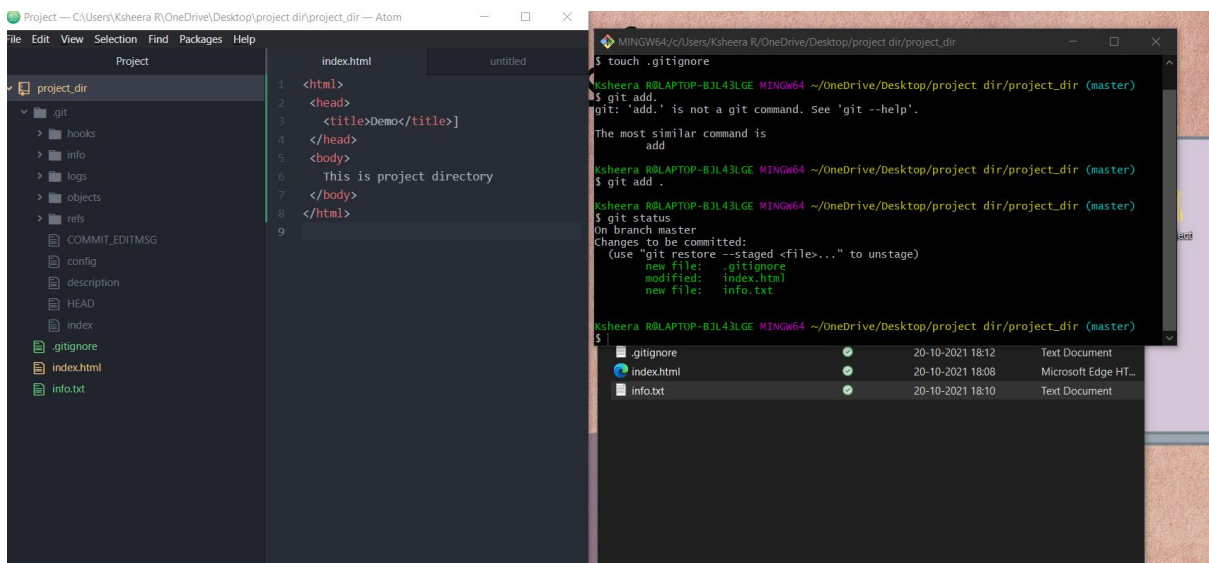 Project — C:\Users\Ksheera R\OneDrive\Desktop\project dir\project_dir — Atom
File Edit View Selection Find Packages Help
Project
project_dir
.git
hooks
info
logs
objects
refs
COMMIT_EDITMSG
config
description
HEAD
index
.gitignore
index.html
info.txt
index.html
untitled
1 <html>
2 <head>
3 <title>Demo</title>]
4 </head>
5 <body>
6 This is project directory
7 </body>
8 </html>
9
MINGW64:/c/Users/Ksheera R/OneDrive/Desktop/project dir/project_dir
$ touch .gitignore
Ksheera R@LAPTOP-BJL43LGE MINGW64 ~/OneDrive/Desktop/project dir/project_dir (master)
$ git add.
git: 'add.' is not a git command. See 'git --help'.
The most similar command is
add
Ksheera R@LAPTOP-BJL43LGE MINGW64 ~/OneDrive/Desktop/project dir/project_dir (master)
$ git add .
Ksheera R@LAPTOP-BJL43LGE MINGW64 ~/OneDrive/Desktop/project dir/project_dir (master)
$ git status
On branch master
Changes to be committed:
(use "git restore --staged <file>..." to unstage)
new file: .gitignore
modified: index.html
new file: info.txt
Ksheera R@LAPTOP-BJL43LGE MINGW64 ~/OneDrive/Desktop/project dir/project_dir (master)
$
.gitignore 20-10-2021 18:12 Text Document
index.html 20-10-2021 18:08 Microsoft Edge HT...
info.txt 20-10-2021 18:10 Text Document